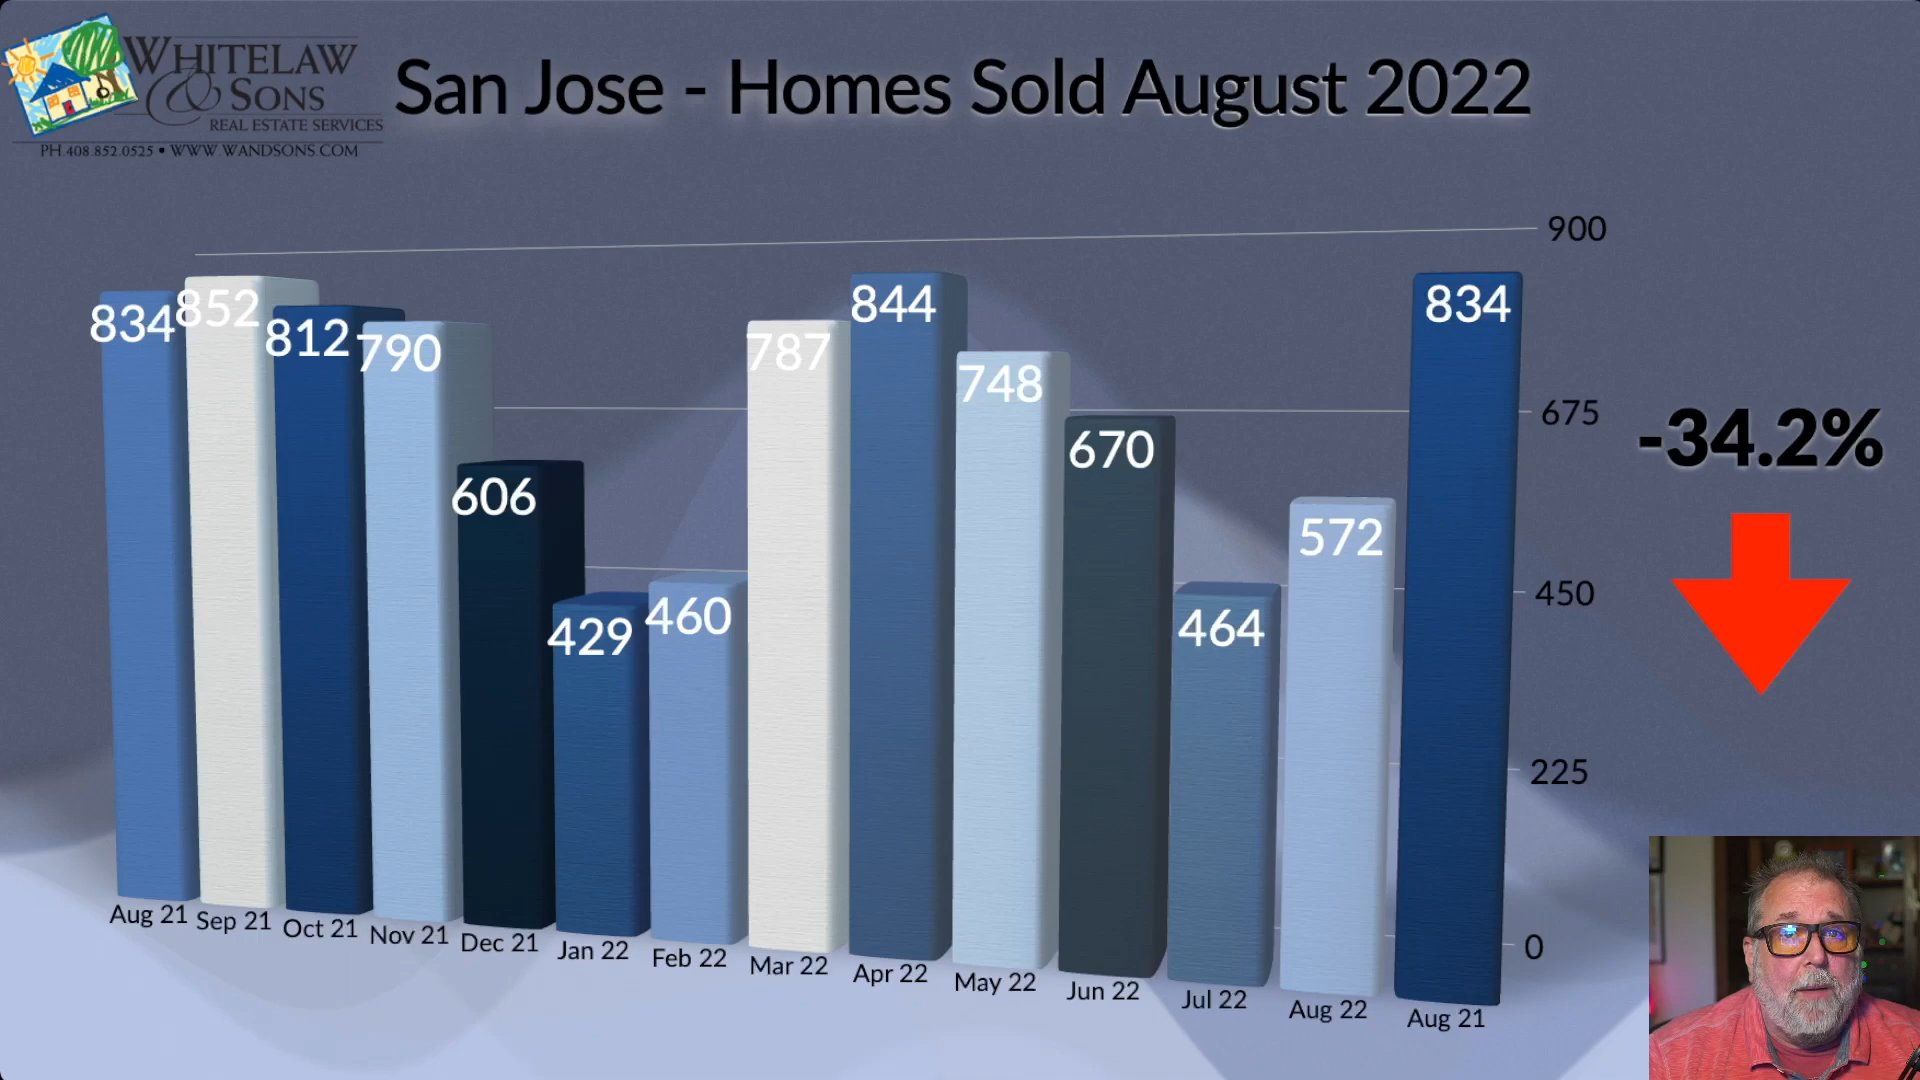 WHITELAW
& SONS
REAL ESTATE SERVICES
PH.408.852.0525 • WWW.WANDSONS.COM
San Jose - Homes Sold August 2022
900
675
450
225
0
834
852
812
790
606
429
460
787
844
748
670
464
572
834
-34.2%
Aug 21
Sep 21
Oct 21
Nov 21
Dec 21
Jan 22
Feb 22
Mar 22
Apr 22
May 22
Jun 22
Jul 22
Aug 22
Aug 21